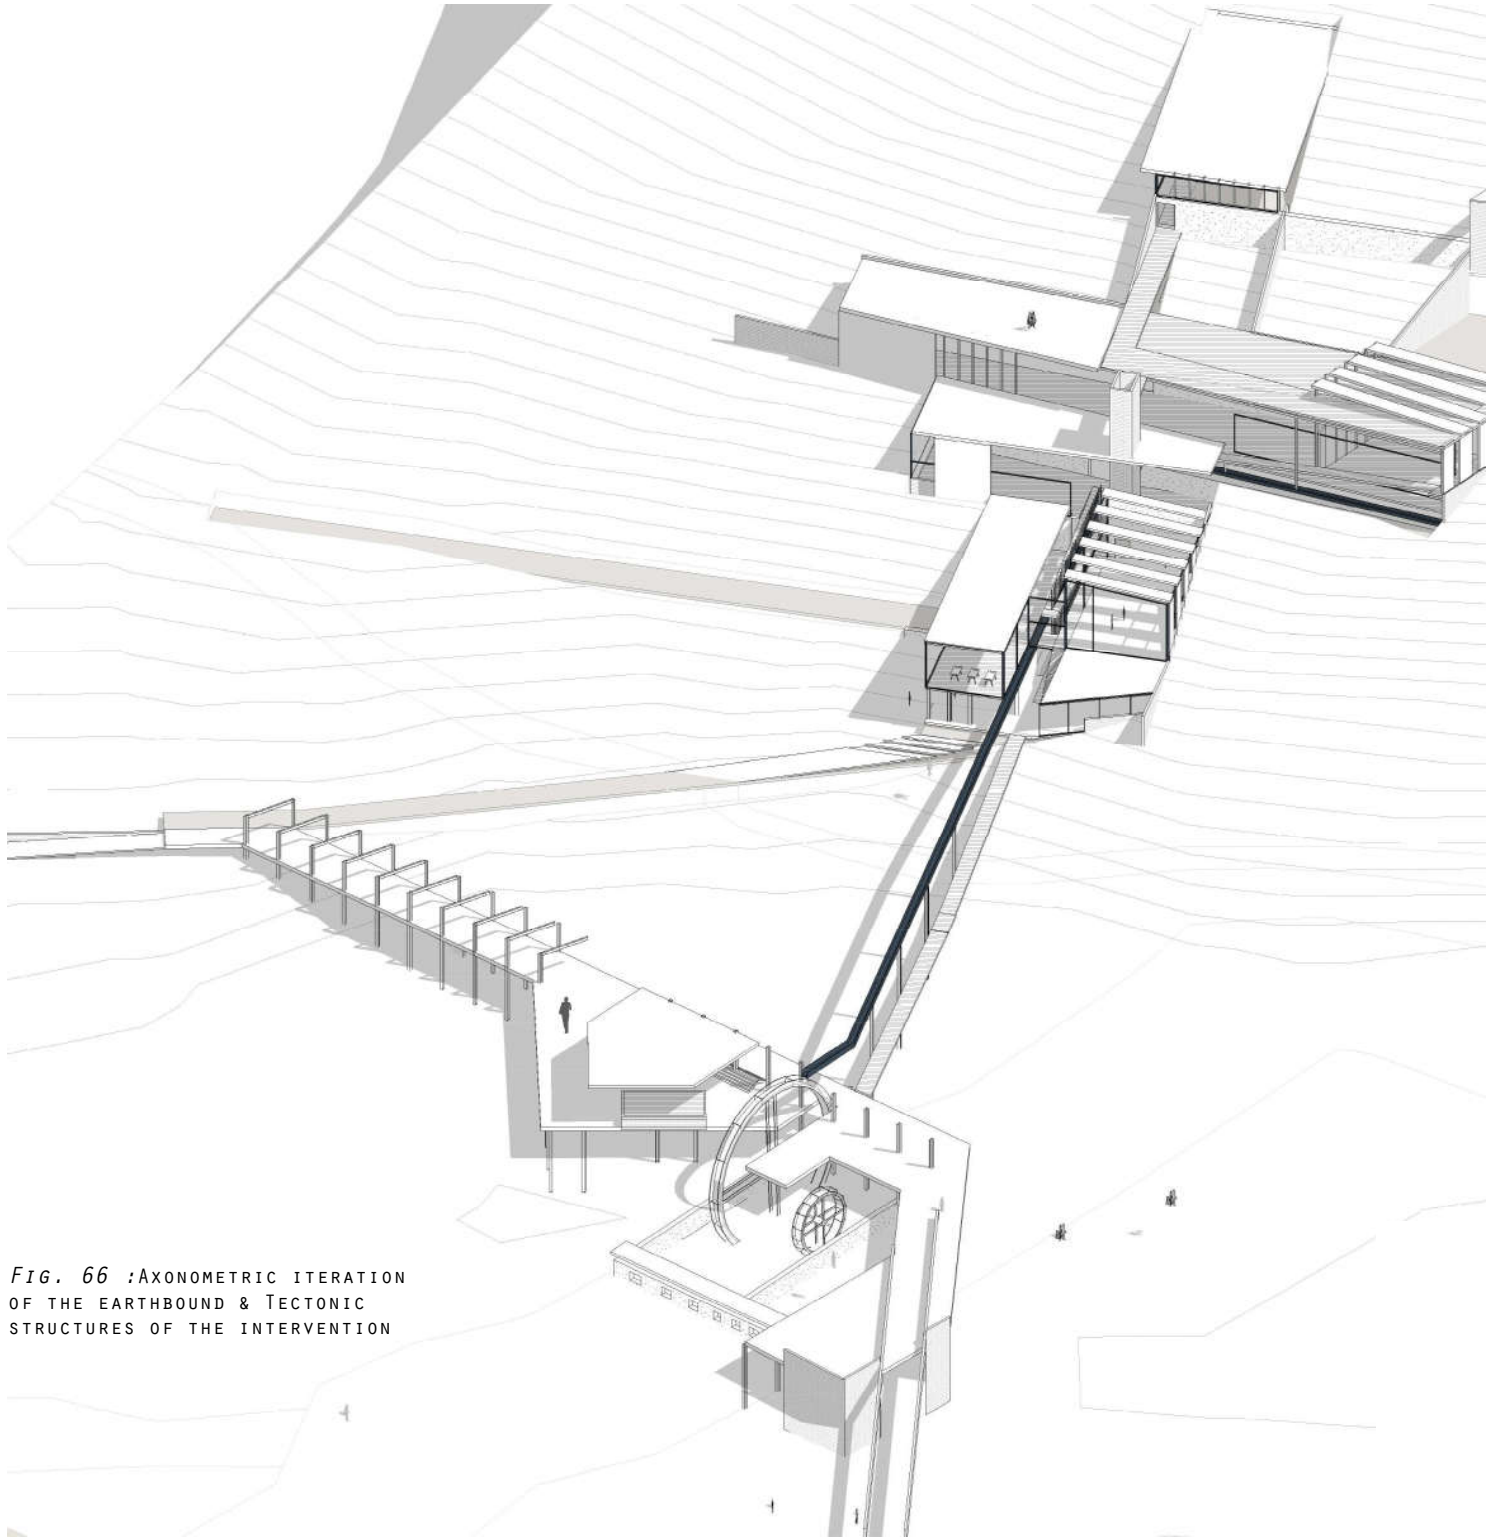 Fig. 66 :Axonometric iteration
of the earthbound & Tectonic
structures of the intervention